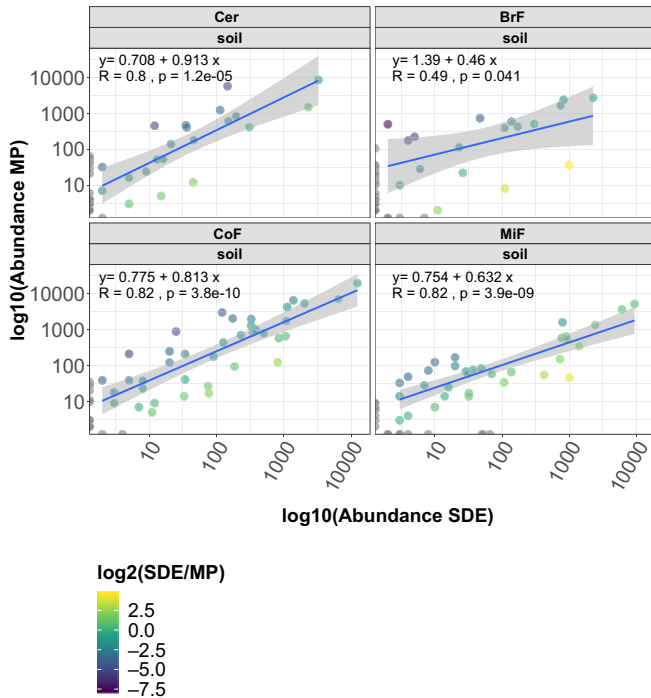 Cer
BrF
soil
soil
y= 0.708 + 0.913 x
R = 0.8 , p = 1.2e-05
y= 1.39 + 0.46 x
R = 0.49 , p = 0.041
10000
1000
100
10
CoF
MiF
soil
soil
y= 0.775 + 0.813 x
R = 0.82 , p = 3.8e-10
y= 0.754 + 0.632 x
R = 0.82 , p = 3.9e-09
10000
1000
100
10
log10(Abundance MP)
10
100
1000
10000
10
100
1000
10000
log10(Abundance SDE)
log2(SDE/MP)
2.5
0.0
−2.5
−5.0
−7.5